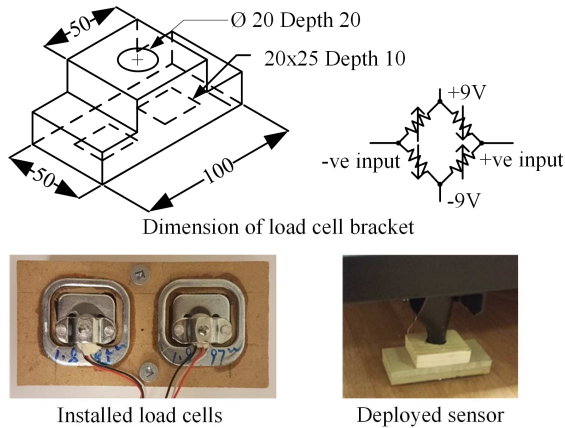 -50-
Ø 20 Depth 20
20x25 Depth 10
+9V
-ve input
+ve input
-9V
-50-
-100-
Dimension of load cell bracket
Installed load cells
Deployed sensor